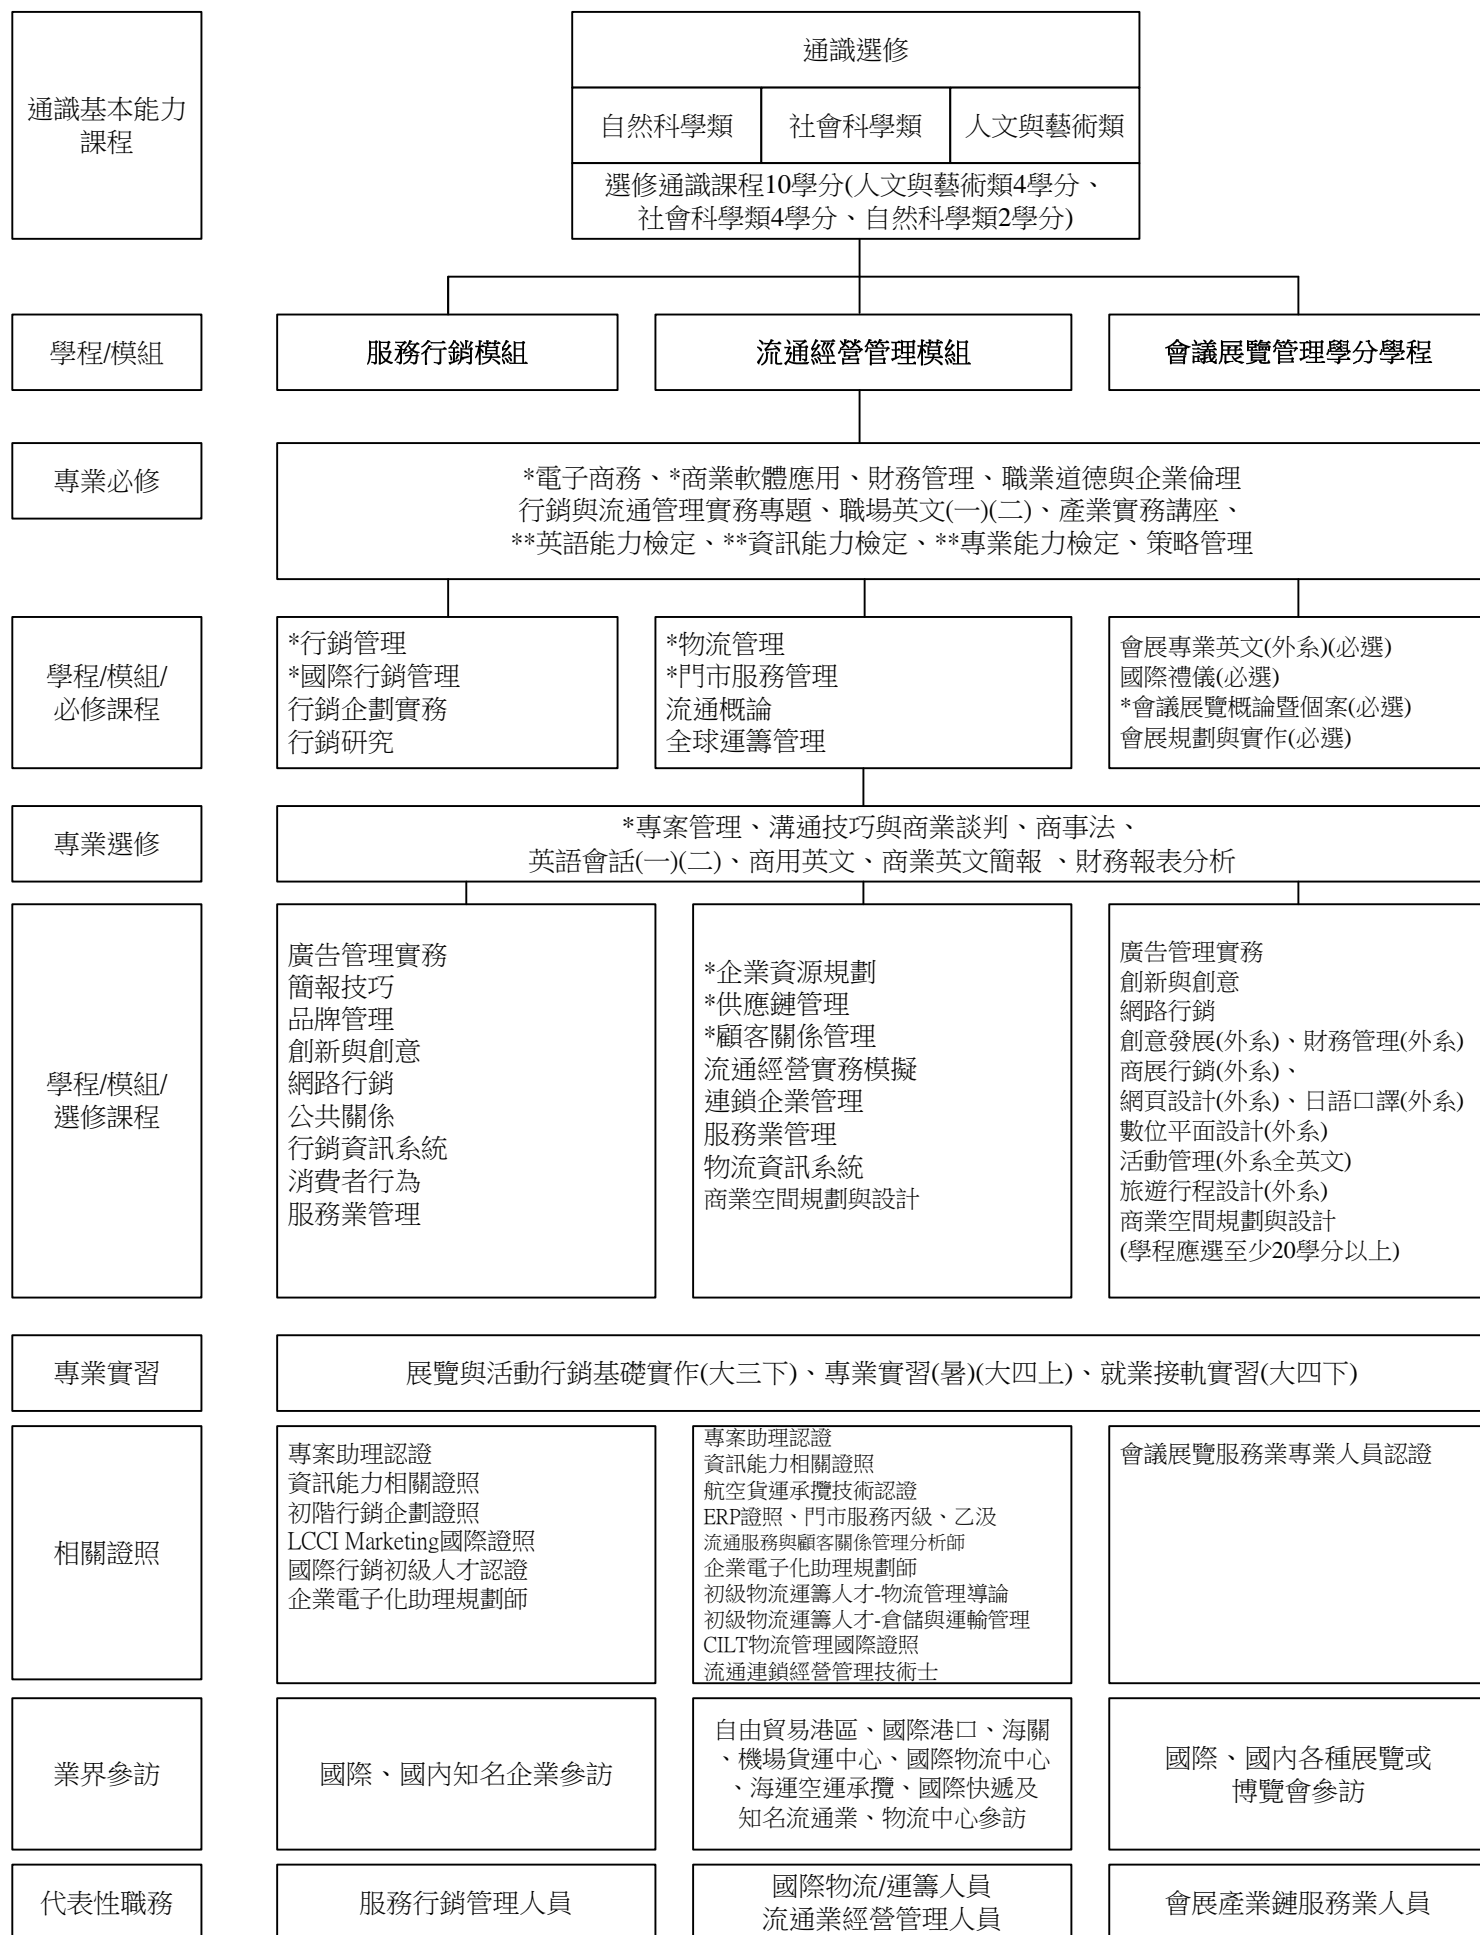 通識基本能力
課程
通識選修
自然科學類
社會科學類
人文與藝術類
選修通識課程10學分(人文與藝術類4學分、
社會科學類4學分、自然科學類2學分)
學程/模組
服務行銷模組
流通經營管理模組
會議展覽管理學分學程
專業必修
*電子商務、*商業軟體應用、財務管理、職業道德與企業倫理
行銷與流通管理實務專題、職場英文(一)(二)、產業實務講座、
**英語能力檢定、**資訊能力檢定、**專業能力檢定、策略管理
學程/模組/
必修課程
*行銷管理
*國際行銷管理
行銷企劃實務
行銷研究
*物流管理
*門市服務管理
流通概論
全球運籌管理
會展專業英文(外系)(必選)
國際禮儀(必選)
*會議展覽概論暨個案(必選)
會展規劃與實作(必選)
專業選修
*專案管理、溝通技巧與商業談判、商事法、
英語會話(一)(二)、商用英文、商業英文簡報 、財務報表分析
學程/模組/
選修課程
廣告管理實務
簡報技巧
品牌管理
創新與創意
網路行銷
公共關係
行銷資訊系統
消費者行為
服務業管理
*企業資源規劃
*供應鏈管理
*顧客關係管理
流通經營實務模擬
連鎖企業管理
服務業管理
物流資訊系統
商業空間規劃與設計
廣告管理實務
創新與創意
網路行銷
創意發展(外系)、財務管理(外系)
商展行銷(外系)、
網頁設計(外系)、日語口譯(外系)
數位平面設計(外系)
活動管理(外系全英文)
旅遊行程設計(外系)
商業空間規劃與設計
(學程應選至少20學分以上)
專業實習
展覽與活動行銷基礎實作(大三下)、專業實習(暑)(大四上)、就業接軌實習(大四下)
相關證照
專案助理認證
資訊能力相關證照
初階行銷企劃證照
LCCI Marketing國際證照
國際行銷初級人才認證
企業電子化助理規劃師
專案助理認證
資訊能力相關證照
航空貨運承攬技術認證
ERP證照、門市服務丙級、乙汲
流通服務與顧客關係管理分析師
企業電子化助理規劃師
初級物流運籌人才-物流管理導論
初級物流運籌人才-倉儲與運輸管理
CILT物流管理國際證照
流通連鎖經營管理技術士
會議展覽服務業專業人員認證
業界參訪
國際、國內知名企業參訪
自由貿易港區、國際港口、海關
、機場貨運中心、國際物流中心
、海運空運承攬、國際快遞及
知名流通業、物流中心參訪
國際、國內各種展覽或
博覽會參訪
代表性職務
服務行銷管理人員
國際物流/運籌人員
流通業經營管理人員
會展產業鏈服務業人員